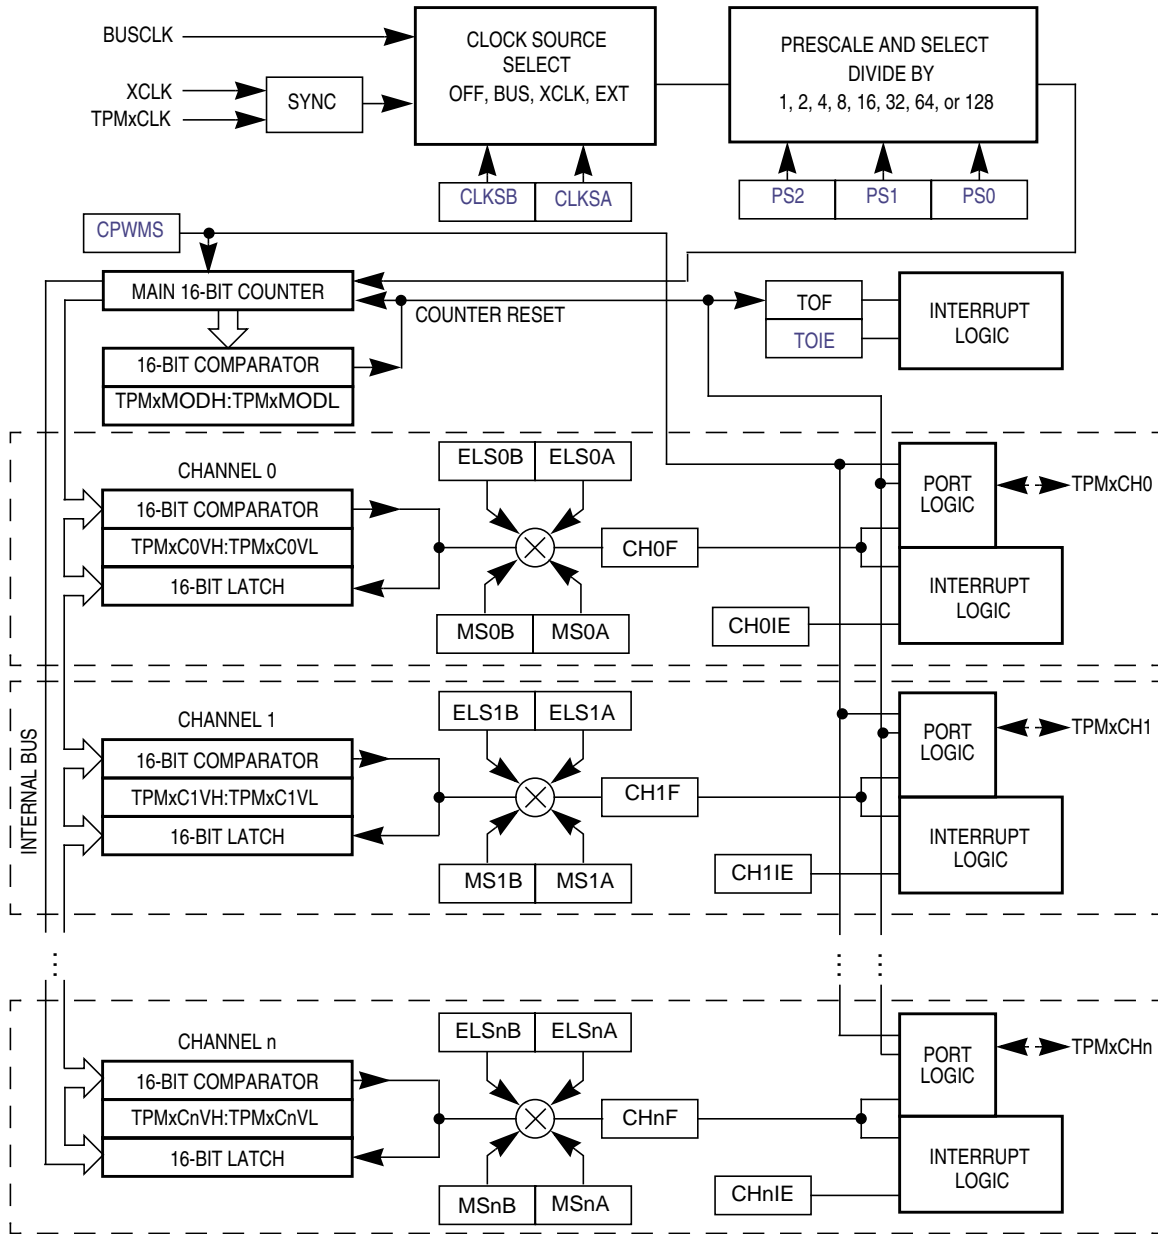 BUSCLK
XCLK
TPMxCLK
SYNC
CLOCK SOURCE
SELECT
OFF, BUS, XCLK, EXT
PRESCALE AND SELECT
DIVIDE BY
1, 2, 4, 8, 16, 32, 64, or 128
CLKSB
CLKSA
PS2
PS1
PS0
CPWMS
MAIN 16-BIT COUNTER
COUNTER RESET
16-BIT COMPARATOR
TPMxMODH:TPMxMODL
TOF
TOIE
INTERRUPT
LOGIC
CHANNEL 0
16-BIT COMPARATOR
TPMxC0VH:TPMxC0VL
16-BIT LATCH
ELS0B
ELS0A
MS0B
MS0A
CH0F
CH0IE
PORT
LOGIC
INTERRUPT
LOGIC
TPMxCH0
INTERNAL BUS
CHANNEL 1
16-BIT COMPARATOR
TPMxC1VH:TPMxC1VL
16-BIT LATCH
ELS1B
ELS1A
MS1B
MS1A
CH1F
CH1IE
PORT
LOGIC
INTERRUPT
LOGIC
TPMxCH1
...
... ...
CHANNEL n
16-BIT COMPARATOR
TPMxCnVH:TPMxCnVL
16-BIT LATCH
ELSnB
ELSnA
MSnB
MSnA
CHnF
CHnIE
PORT
LOGIC
INTERRUPT
LOGIC
TPMxCHn